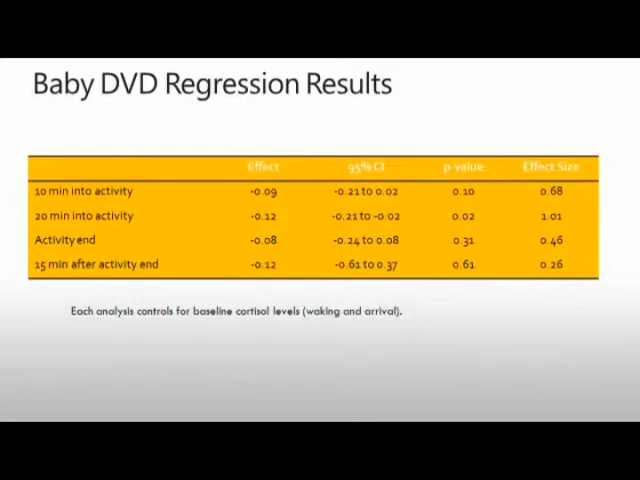 Baby DVD Regression Results
Effect 95% CI p-value Effect Size
10 min into activity -0.09 -0.21 to 0.02 0.10 0.68
20 min into activity -0.12 -0.21 to -0.02 0.02 1.01
Activity end -0.08 -0.24 to 0.08 0.31 0.46
15 min after activity end -0.12 -0.61 to 0.37 0.61 0.26
Each analysis controls for baseline cortisol levels (waking and arrival).